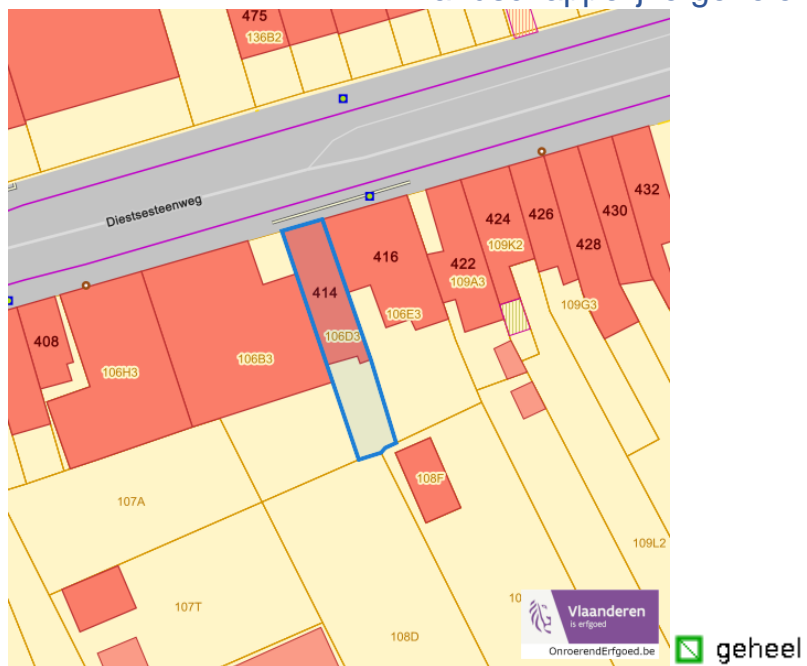 475
136B2
Diestsesteenweg
432
430
424
426
428
422
109K2
109A3
416
414
109G3
106E3
106D3
408
106B3
106H3
108F
107A
109L2
107T
108D
Vlaanderen
is erfgoed
OnroerendErfgoed.be
geheel